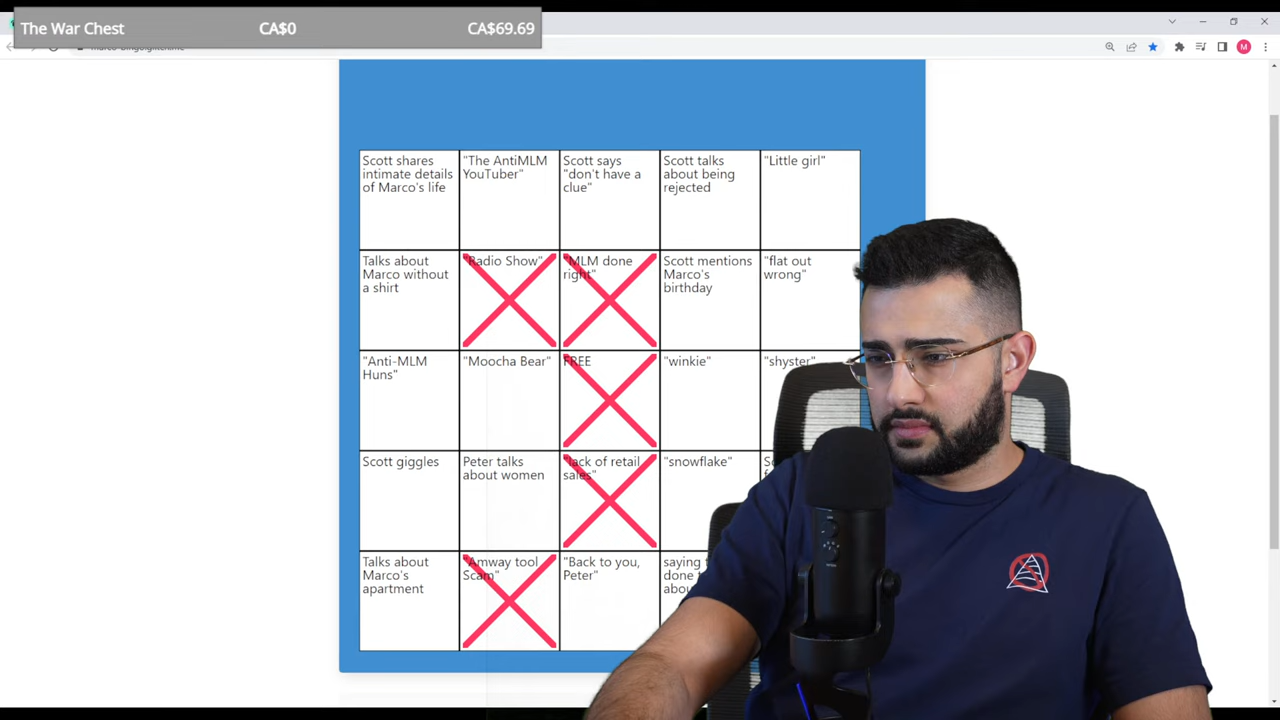 The War Chest CA$0 CA$69.69
M
Scott shares
intimate details
of Marco's life
"The AntiMLM
YouTuber"
Scott says
"don't have a
clue"
Scott talks
about being
rejected
"Little girl"
Talks about
Marco without
a shirt
"Radio Show"
"MLM done
right"
Scott mentions
Marco's
birthday
"flat out
wrong"
"Anti-MLM
Huns"
"Moocha Bear"
FREE
"winkie"
"shyster"
Scott giggles
Peter talks
about women
"lack of retail
sales"
"snowflake"
Talks about
Marco's
apartment
"Amway tool
Scam"
"Back to you,
Peter"
saying
done